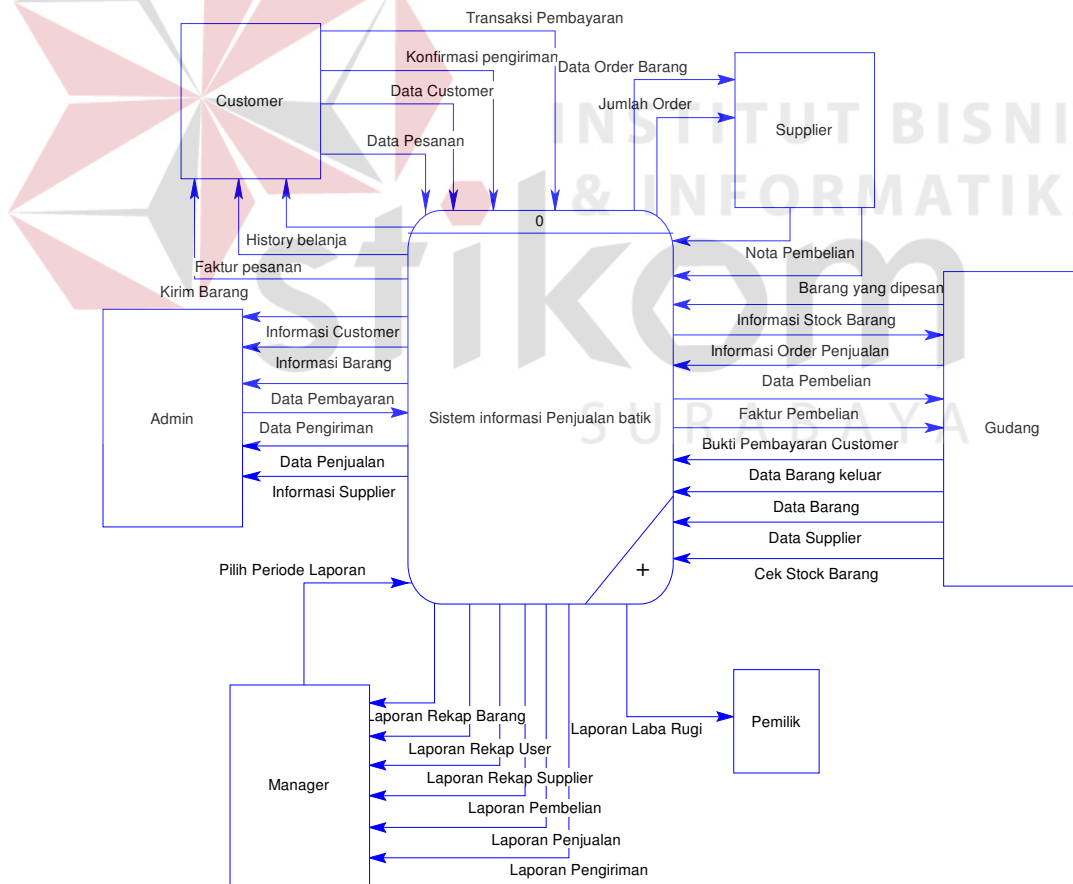 Transaksi Pembayaran
Konfirmasi pengiriman
Data Customer
Data Pesanan
Customer
Data Order Barang
Jumlah Order
Supplier
INSTITUT BISNI
& INFORMATIK
stikom
SURABAYA
0
History belanja
Faktur pesanan
Kirim Barang
Nota Pembelian
Barang yang dipesan
Informasi Stock Barang
Informasi Order Penjualan
Data Pembelian
Faktur Pembelian
Bukti Pembayaran Customer
Data Barang keluar
Data Barang
Data Supplier
Cek Stock Barang
Gudang
Informasi Customer
Informasi Barang
Data Pembayaran
Data Pengiriman
Data Penjualan
Informasi Supplier
Admin
Sistem informasi Penjualan batik
+
Pilih Periode Laporan
Laporan Rekap Barang
Laporan Rekap User
Laporan Rekap Supplier
Laporan Pembelian
Laporan Penjualan
Laporan Pengiriman
Manager
Laporan Laba Rugi
Pemilik